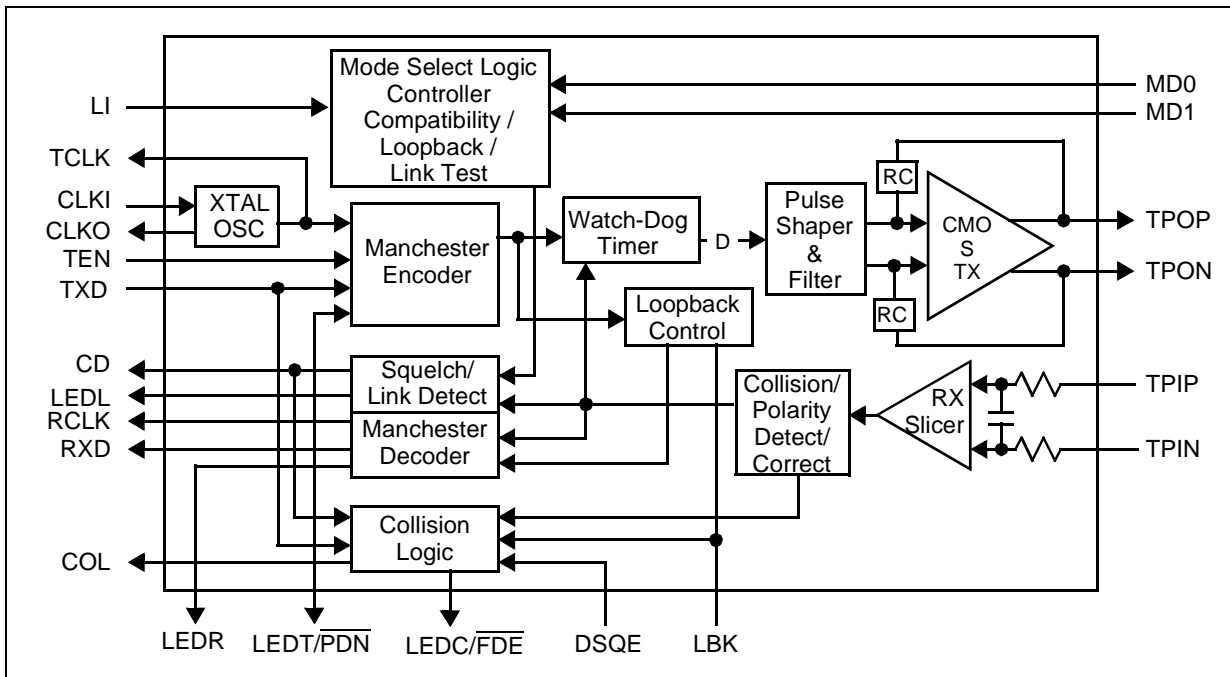 Mode Select Logic
Controller
Compatibility /
Loopback /
Link Test
LI
MD0
MD1
TCLK
CLKI
CLKO
XTAL
OSC
TEN
TXD
Manchester
Encoder
Watch-Dog
Timer
D
Pulse
Shaper
&
Filter
RC
CMO
S
TX
RC
TPOP
TPON
Loopback
Control
CD
LEDL
RCLK
RXD
Squelch/
Link Detect
Manchester
Decoder
Collision/
Polarity
Detect/
Correct
RX
Slicer
TPIP
TPIN
Collision
Logic
COL
LEDR
LEDT/PDN
LEDC/FDE
DSQE
LBK